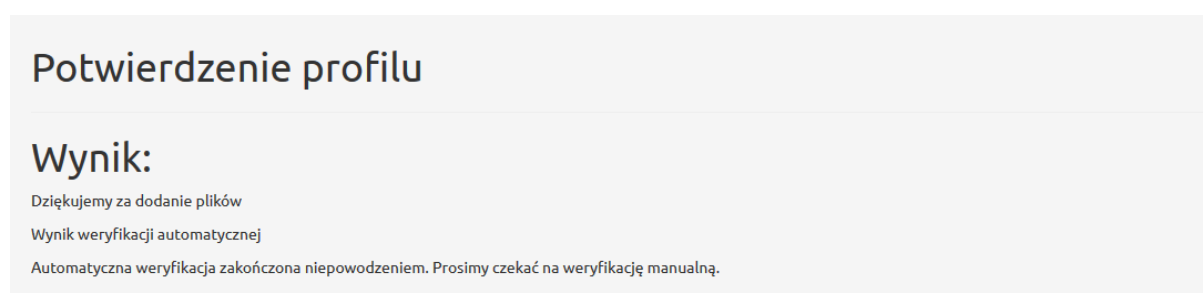 Potwierdzenie profilu
Wynik:
Dziękujemy za dodanie plików
Wynik weryfikacji automatycznej
Automatyczna weryfikacja zakończona niepowodzeniem. Prosimy czekać na weryfikację manualną.